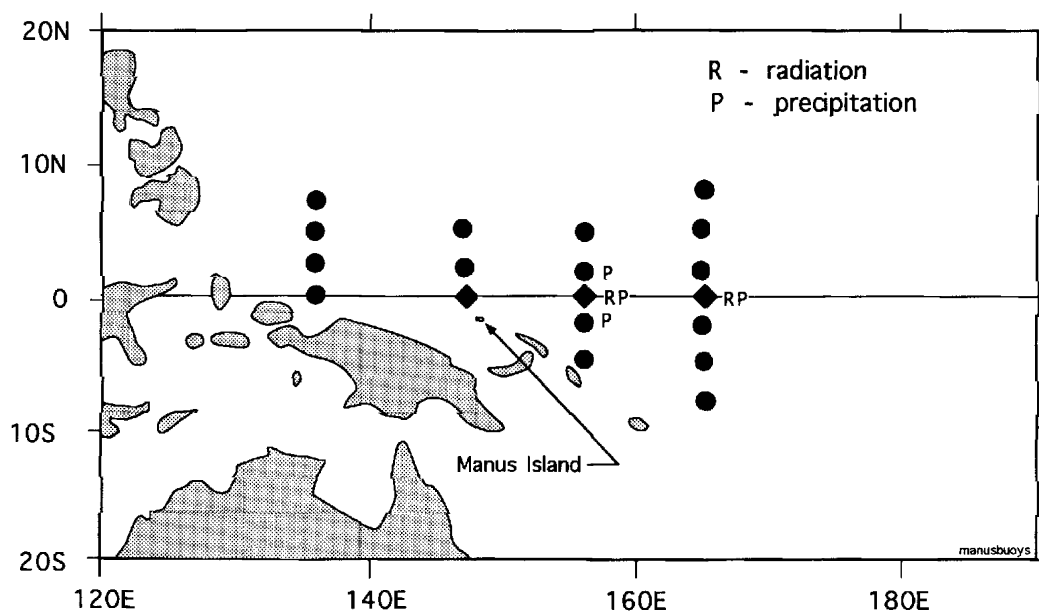 20N
R - radiation
P - precipitation
10N
P
0
RP
RP
P
10S
Manus Island
manusbuoys
20S
120E
140E
160E
180E